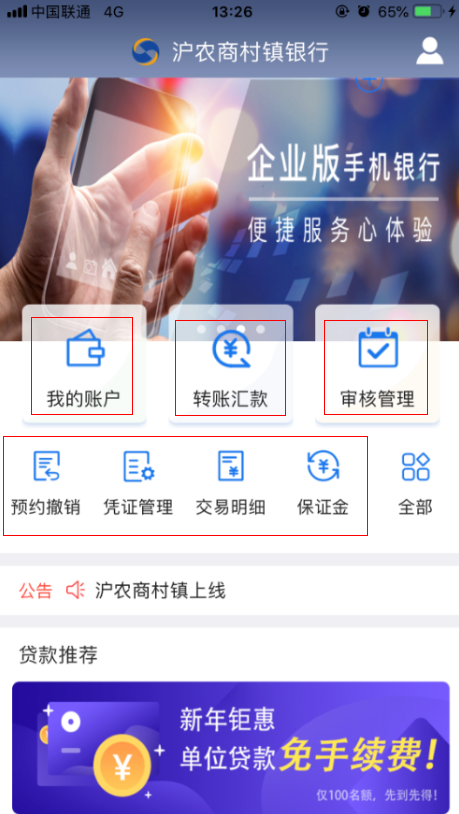 中国联通 4G 13:26 65%
沪农商村镇银行
企业版手机银行
便捷服务心体验
我的账户 转账汇款 审核管理
预约撤销 凭证管理 交易明细 保证金 全部
公告 沪农商村镇上线
贷款推荐
新年钜惠
单位贷款免手续费！
仅100名额，先到先得！